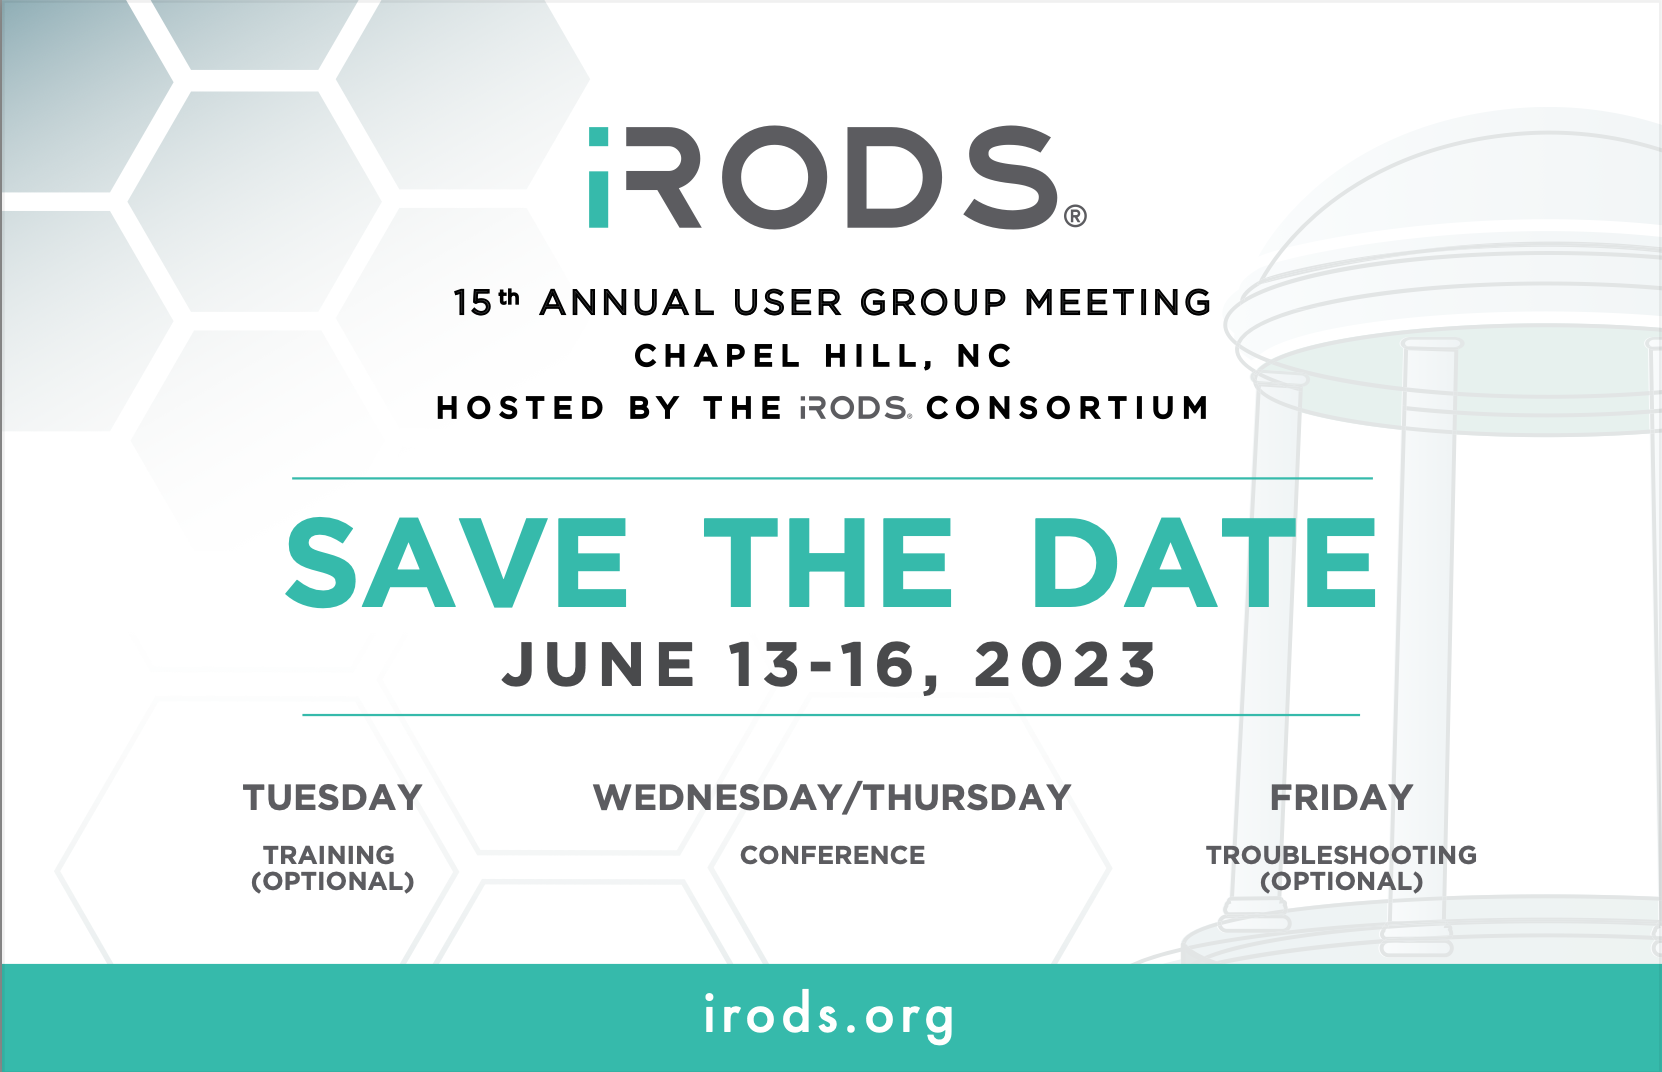 iRODS®
15th ANNUAL USER GROUP MEETING
CHAPEL HILL, NC
HOSTED BY THE iRODS® CONSORTIUM
SAVE THE DATE
JUNE 13-16, 2023
TUESDAY
TRAINING
(OPTIONAL)
WEDNESDAY/THURSDAY
CONFERENCE
FRIDAY
TROUBLESHOOTING
(OPTIONAL)
irods.org